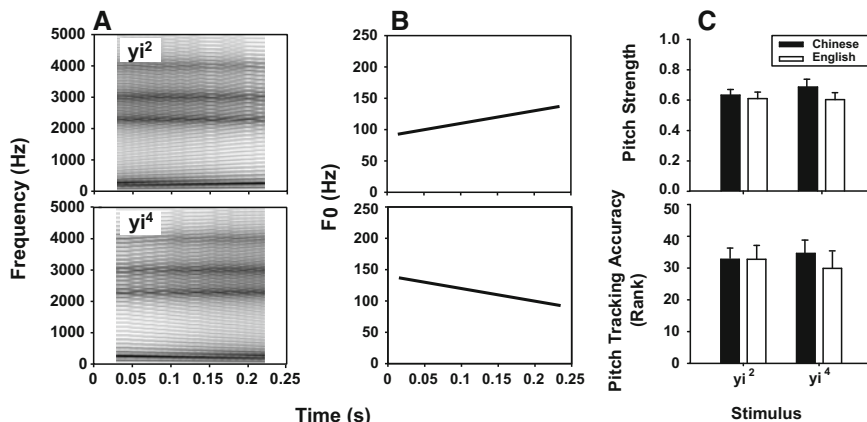 A
B
C
yi²
5000
4000
3000
2000
1000
0
yi⁴
5000
4000
3000
2000
1000
0
Frequency (Hz)
0 0.05 0.1 0.15 0.2 0.25
250
200
150
100
50
0
250
200
150
100
50
0
F0 (Hz)
0 0.05 0.1 0.15 0.2 0.25
Time (s)
Chinese
English
1.0
0.8
0.6
0.4
0.2
0.0
Pitch Strength
50
40
30
20
10
0
Pitch Tracking Accuracy
(Rank)
yi ² yi ⁴
Stimulus